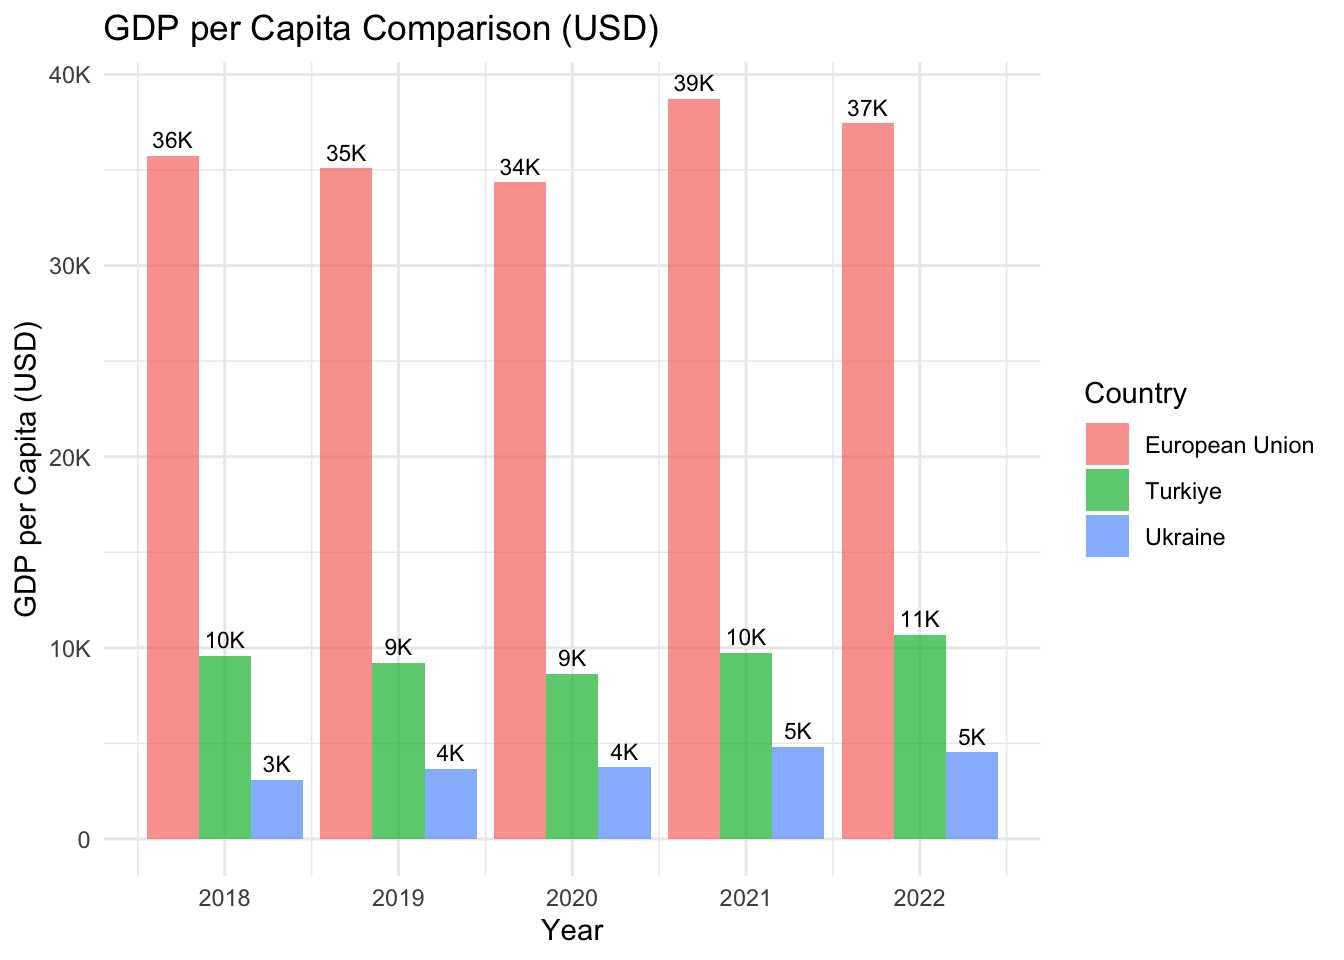 GDP per Capita Comparison (USD)
40K
30K
20K
10K
0
GDP per Capita (USD)
36K
10K
3K
35K
9K
4K
34K
9K
4K
39K
10K
5K
37K
11K
5K
2018
2019
2020
2021
2022
Year
Country
European Union
Turkiye
Ukraine